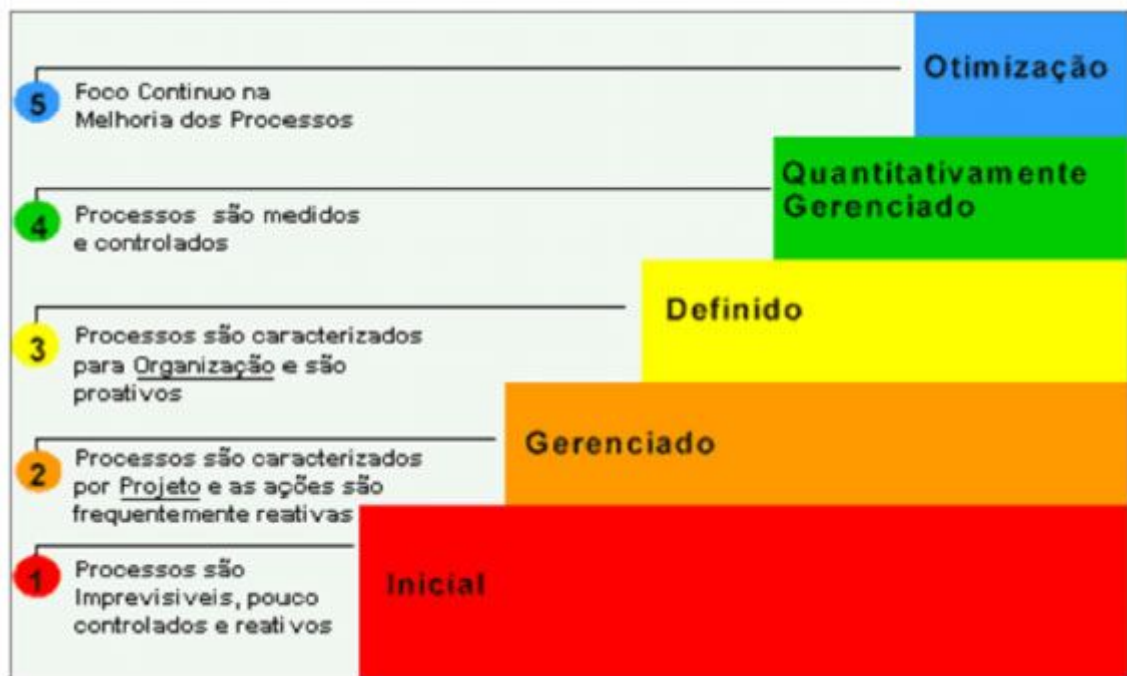 Otimização
5
Foco Continuo na
Melhoria dos Processos
Quantitativamente
Gerenciado
4
Processos são medidos
e controlados
Definido
3
Processos são caracterizados
para Organização e são
proativos
Gerenciado
2
Processos são caracterizados
por Projeto e as ações são
frequentemente reativas
Inicial
1
Processos são
Imprevisiveis, pouco
controlados e reativos